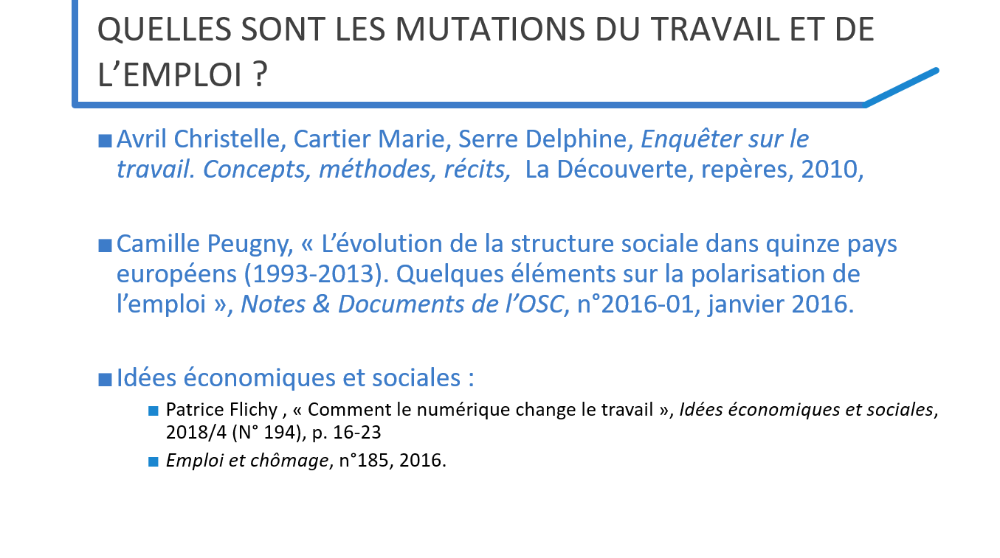 QUELLES SONT LES MUTATIONS DU TRAVAIL ET DE
L’EMPLOI ?
■Avril Christelle, Cartier Marie, Serre Delphine, Enquêter sur le
travail. Concepts, méthodes, récits,  La Découverte, repères, 2010,
■Camille Peugny, « L’évolution de la structure sociale dans quinze pays
européens (1993-2013). Quelques éléments sur la polarisation de
l’emploi », Notes & Documents de l’OSC, n°2016-01, janvier 2016.
■Idées économiques et sociales :
■ Patrice Flichy , « Comment le numérique change le travail », Idées économiques et sociales,
2018/4 (N° 194), p. 16-23
■ Emploi et chômage, n°185, 2016.